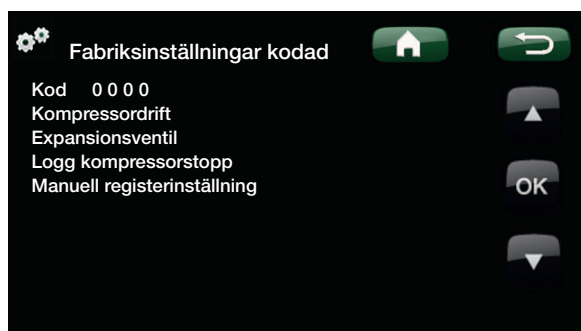 Fabriksinställningar kodad
Kod 0 0 0 0
Kompressordrift
Expansionsventil
Logg kompressorstopp
Manuell registerinställning
OK